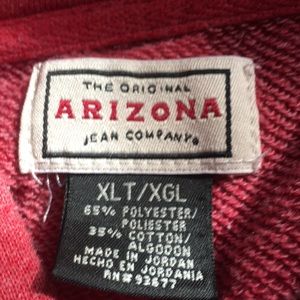 THE ORIGINAL
ARIZONA
JEAN COMPANY
XLT/XGL
65% POLYESTER/
POLIESTER
35% COTTON/
ALGODON
MADE IN JORDAN
HECHO EN JORDANIA
RN#93677